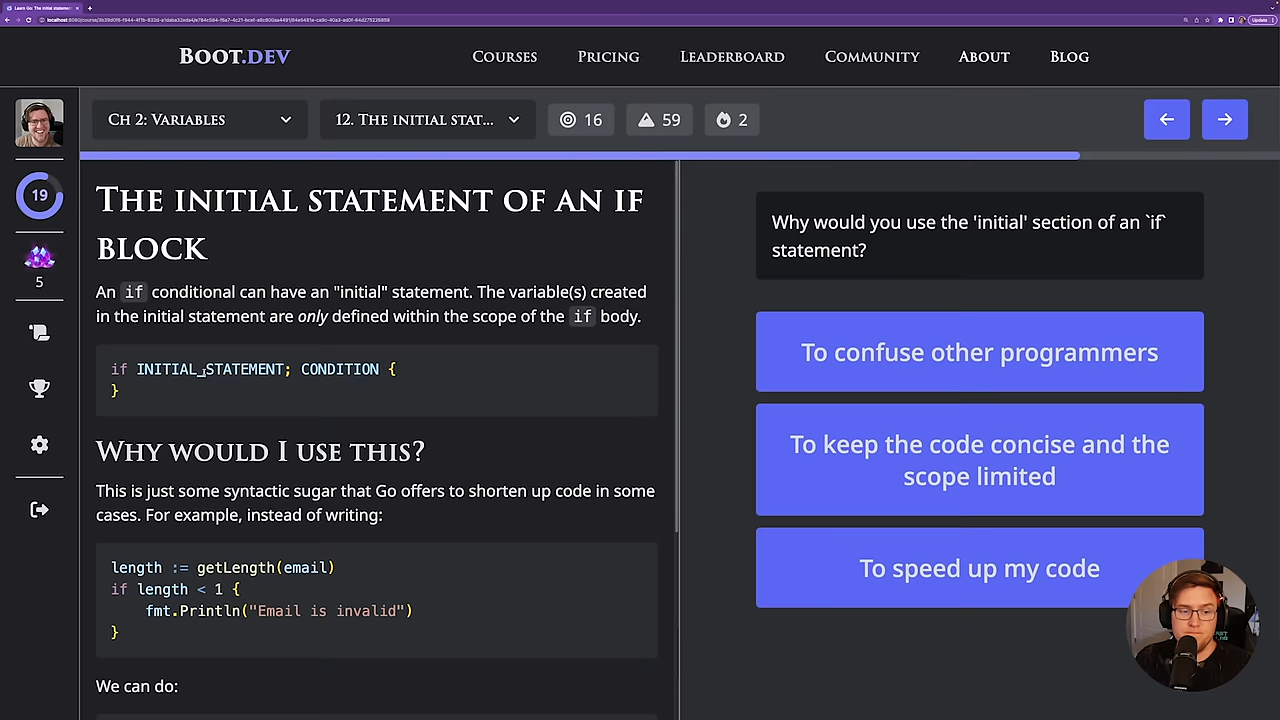 Learn Go: The initial statement
Update
BOOT.DEV
COURSES
PRICING
LEADERBOARD
COMMUNITY
ABOUT
BLOG
CH 2: VARIABLES
12. THE INITIAL STAT...
16
59
2
19
5
THE INITIAL STATEMENT OF AN IF
BLOCK
An if conditional can have an "initial" statement. The variable(s) created
in the initial statement are only defined within the scope of the if body.
if INITIAL_STATEMENT; CONDITION {
}
WHY WOULD I USE THIS?
This is just some syntactic sugar that Go offers to shorten up code in some
cases. For example, instead of writing:
length := getLength(email)
if length < 1 {
    fmt.Println("Email is invalid")
}
We can do:
Why would you use the 'initial' section of an `if`
statement?
To confuse other programmers
To keep the code concise and the
scope limited
To speed up my code